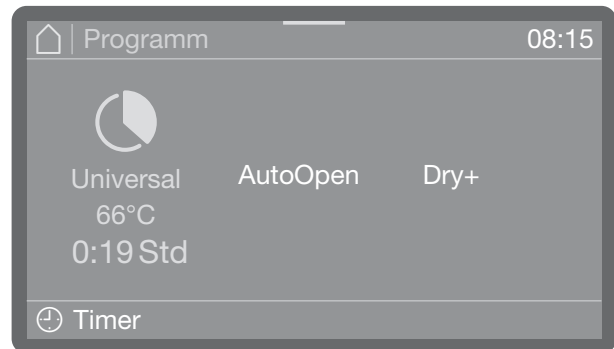 Programm 08:15
Universal AutoOpen Dry+
66°C
0:19 Std
Timer